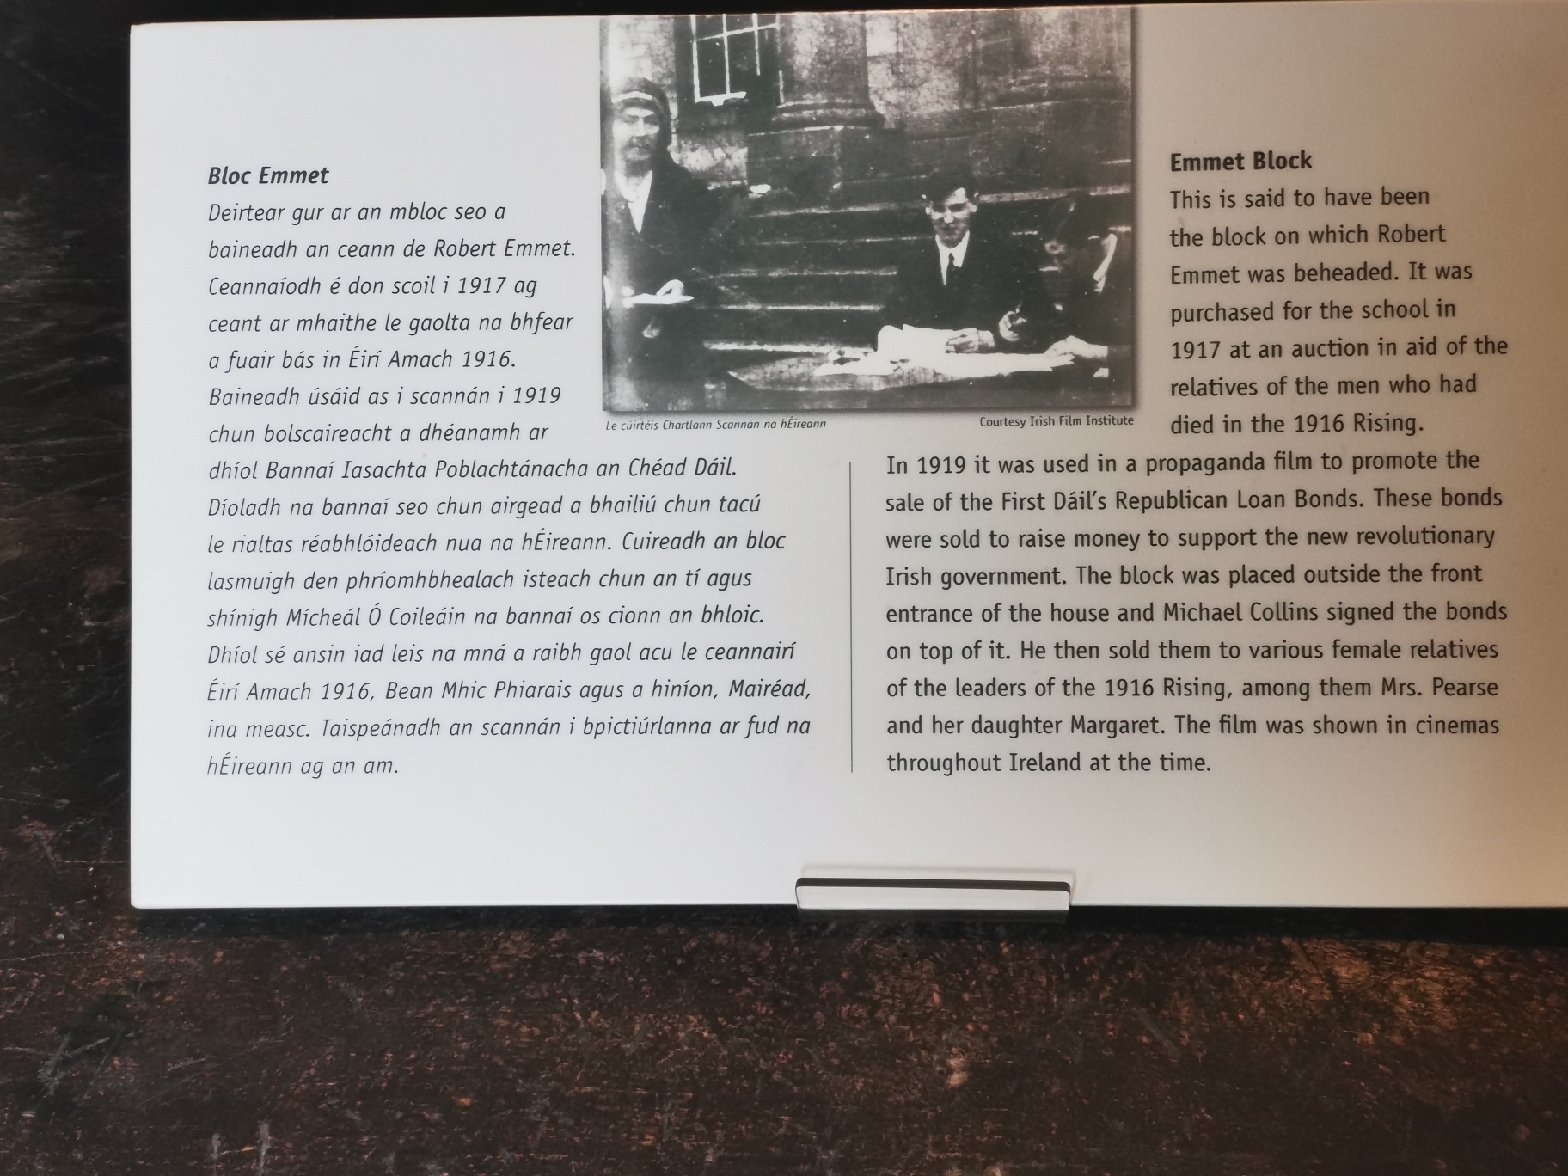 Bloc Emmet
Deirtear gur ar an mbloc seo a
baineadh an ceann de Robert Emmet.
Ceannaíodh é don scoil i 1917 ag
ceant ar mhaithe le gaolta na bhfear
a fuair bás in Éirí Amach 1916.
Baineadh úsáid as i scannán i 1919
chun bolscaireacht a dhéanamh ar
dhíol Bannaí Iasachta Poblachtánacha an Chéad Dáil.
Díoladh na bannaí seo chun airgead a bhailiú chun tacú
le rialtas réabhlóideach nua na hÉireann. Cuireadh an bloc
lasmuigh den phríomhbhealach isteach chun an tí agus
shínigh Mícheál Ó Coileáin na bannaí os cionn an bhloic.
Dhíol sé ansin iad leis na mná a raibh gaol acu le ceannairí
Éirí Amach 1916, Bean Mhic Phiarais agus a hiníon, Mairéad,
ina measc. Taispeánadh an scannán i bpictiúrlanna ar fud na
hÉireann ag an am.
Le cúirtéis Chartlann Scannán na hÉireann
Courtesy Irish Film Institute
Emmet Block
This is said to have been
the block on which Robert
Emmet was beheaded. It was
purchased for the school in
1917 at an auction in aid of the
relatives of the men who had
died in the 1916 Rising.
In 1919 it was used in a propaganda film to promote the
sale of the First Dáil's Republican Loan Bonds. These bonds
were sold to raise money to support the new revolutionary
Irish government. The block was placed outside the front
entrance of the house and Michael Collins signed the bonds
on top of it. He then sold them to various female relatives
of the leaders of the 1916 Rising, among them Mrs. Pearse
and her daughter Margaret. The film was shown in cinemas
throughout Ireland at the time.